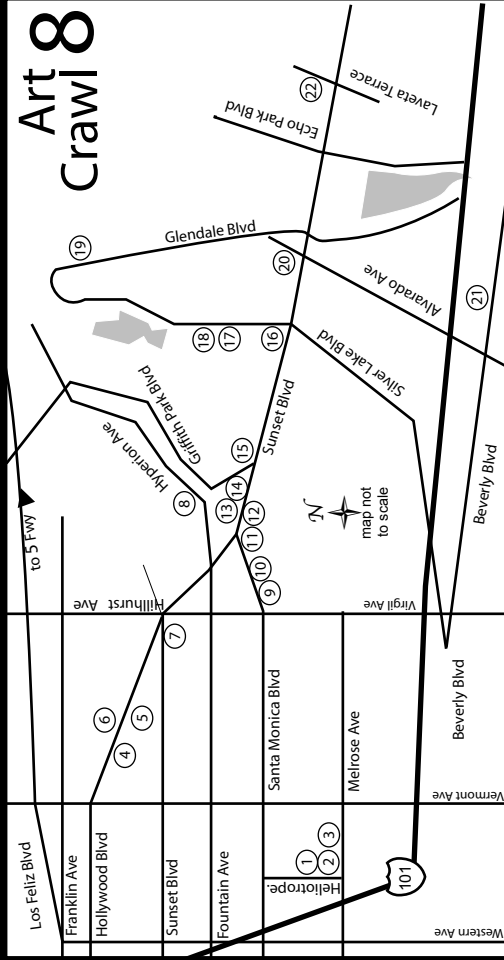 Art
Crawl 8
22
Laveta Terrace
Echo Park Blvd
19
Glendale Blvd
20
Alvarado Ave
21
18
17
16
Silver Lake Blvd
Griffith Park Blvd
Hyperion Ave
Sunset Blvd
15
14
13
12
11
10
9
8
N
map not
to scale
Beverly Blvd
to 5 Fwy
Hillhurst Ave
Virgil Ave
7
6
5
4
Santa Monica Blvd
Melrose Ave
Beverly Blvd
Vermont Ave
Los Feliz Blvd
Franklin Ave
Hollywood Blvd
Sunset Blvd
Fountain Ave
1
2
3
Heliotrope.
101
Western Ave